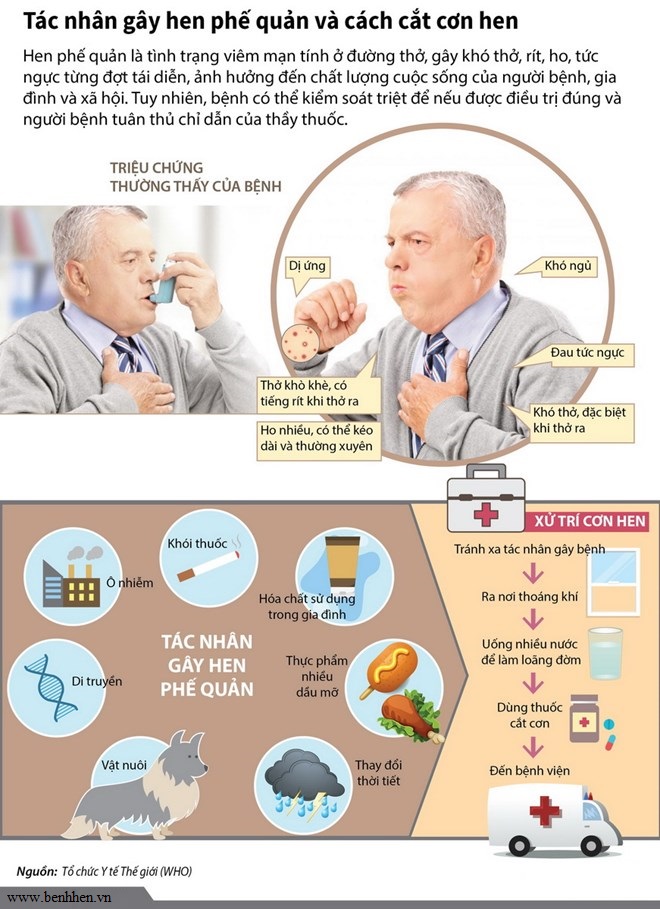 Tác nhân gây hen phế quản và cách cắt cơn hen
Hen phế quản là tình trạng viêm mạn tính ở đường thở, gây khó thở, rít, ho, tức
ngực từng đợt tái diễn, ảnh hưởng đến chất lượng cuộc sống của người bệnh, gia
đình và xã hội. Tuy nhiên, bệnh có thể kiểm soát triệt để nếu được điều trị đúng và
người bệnh tuân thủ chỉ dẫn của thầy thuốc.
TRIỆU CHỨNG
THƯỜNG THẤY CỦA BỆNH
Dị ứng
Khó ngủ
Đau tức ngực
Thở khò khè, có
tiếng rít khi thở ra
Khó thở, đặc biệt
khi thở ra
Ho nhiều, có thể kéo
dài và thường xuyên
TÁC NHÂN
GÂY HEN
PHẾ QUẢN
Khói thuốc
Ô nhiễm
Hóa chất sử dụng
trong gia đình
Di truyền
Thực phẩm
nhiều
dầu mỡ
Vật nuôi
Thay đổi
thời tiết
XỬ TRÍ CƠN HEN
Tránh xa tác nhân gây bệnh
Ra nơi thoáng khí
Uống nhiều nước
để làm loãng đờm
Dùng thuốc
cắt cơn
Đến bệnh viện
Nguồn: Tổ chức Y tế Thế giới (WHO)
www.benhhen.vn